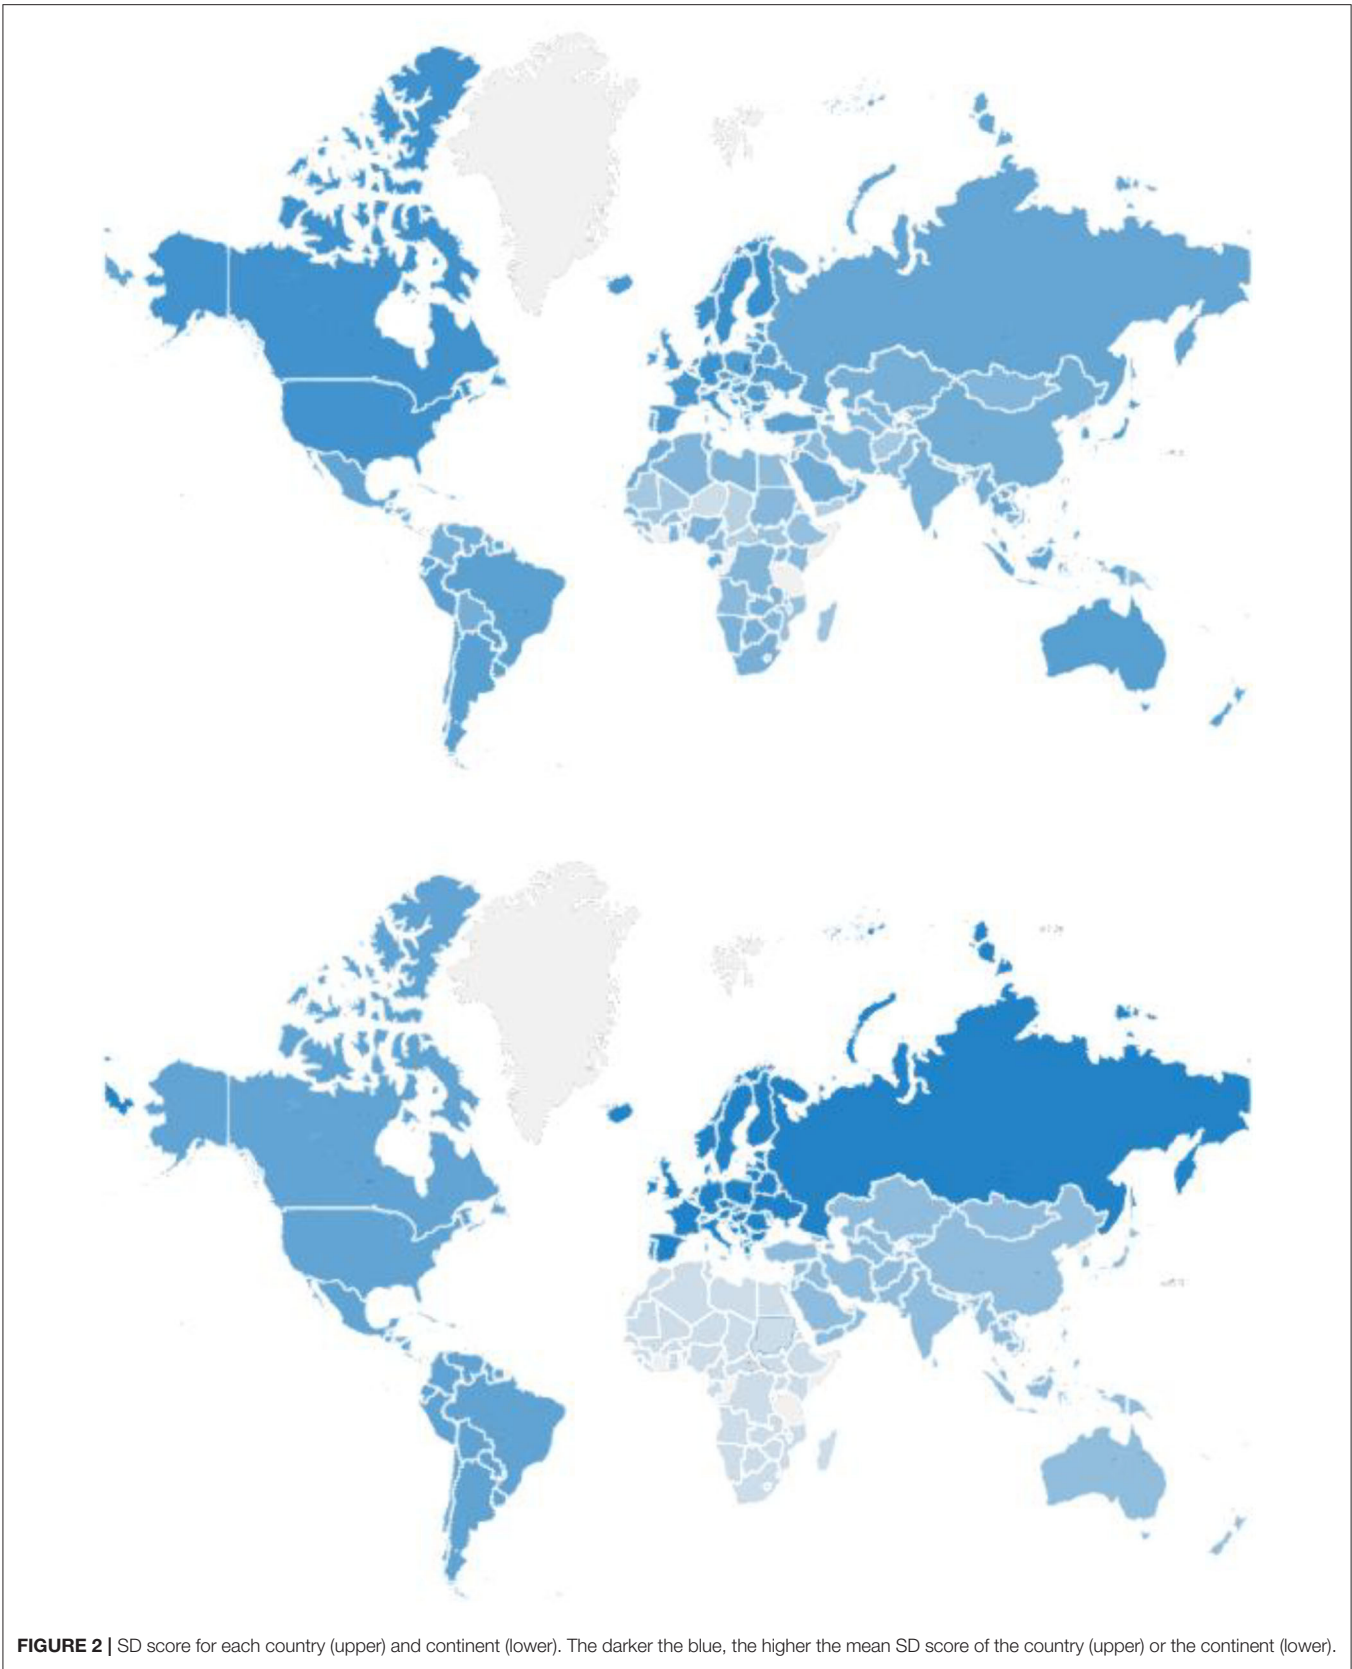 FIGURE 2 | SD score for each country (upper) and continent (lower). The darker the blue, the higher the mean SD score of the country (upper) or the continent (lower).